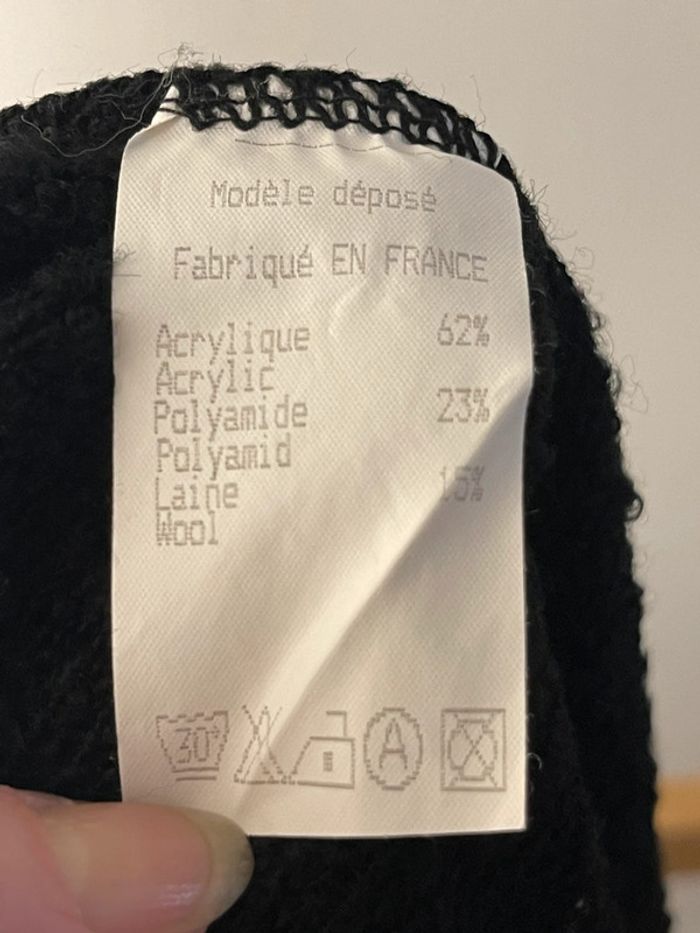 Modèle déposé
Fabriqué EN FRANCE
Acrylique 62%
Acrylic
Polyamide 23%
Polyamid
Laine 15%
Wool
30° A